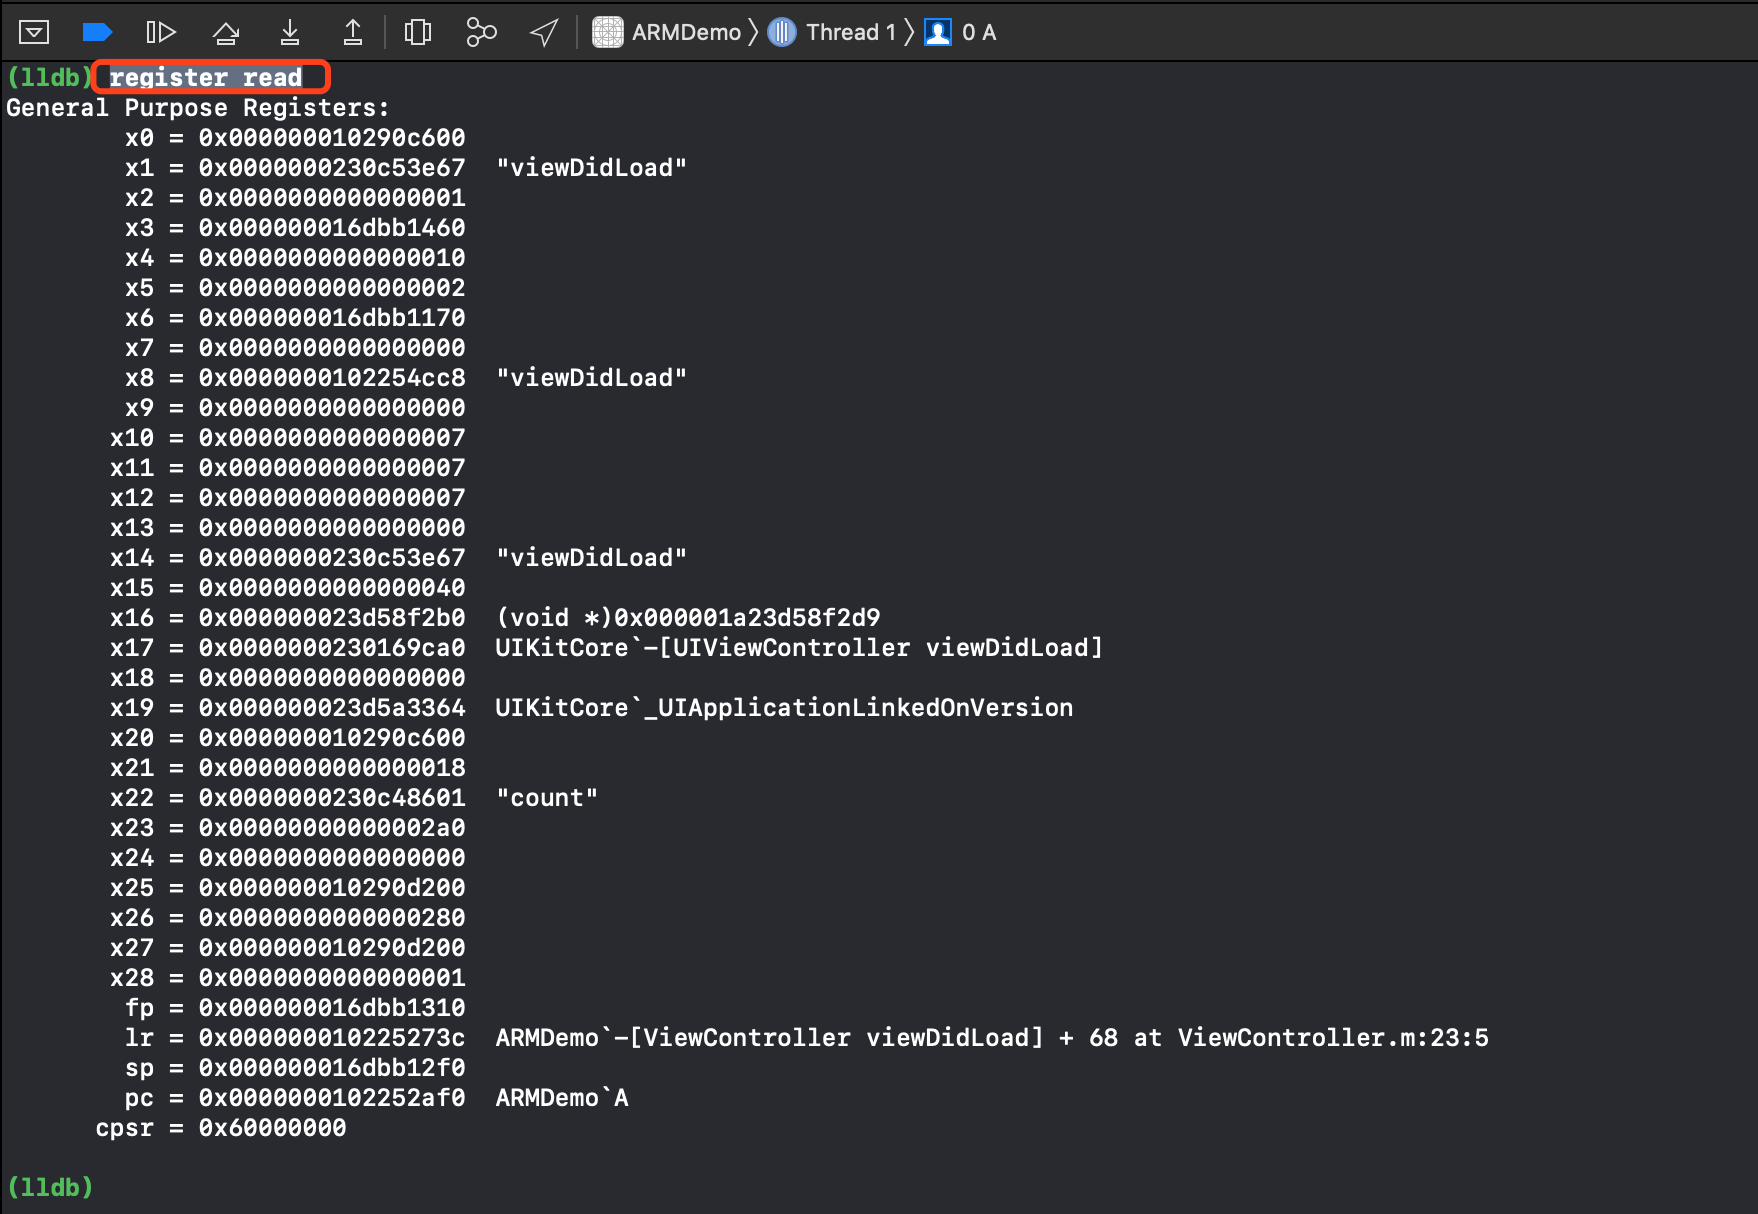 ARMDemo Thread 1 0 A
(lldb) register read
General Purpose Registers:
x0 = 0x000000010290c600
x1 = 0x0000000230c53e67 "viewDidLoad"
x2 = 0x0000000000000001
x3 = 0x000000016dbb1460
x4 = 0x0000000000000010
x5 = 0x0000000000000002
x6 = 0x000000016dbb1170
x7 = 0x0000000000000000
x8 = 0x0000000102254cc8 "viewDidLoad"
x9 = 0x0000000000000000
x10 = 0x0000000000000007
x11 = 0x0000000000000007
x12 = 0x0000000000000007
x13 = 0x0000000000000000
x14 = 0x0000000230c53e67 "viewDidLoad"
x15 = 0x0000000000000040
x16 = 0x000000023d58f2b0 (void *)0x000001a23d58f2d9
x17 = 0x0000000230169ca0 UIKitCore`-[UIViewController viewDidLoad]
x18 = 0x0000000000000000
x19 = 0x000000023d5a3364 UIKitCore`_UIApplicationLinkedOnVersion
x20 = 0x000000010290c600
x21 = 0x0000000000000018
x22 = 0x0000000230c48601 "count"
x23 = 0x00000000000002a0
x24 = 0x0000000000000000
x25 = 0x000000010290d200
x26 = 0x0000000000000280
x27 = 0x000000010290d200
x28 = 0x0000000000000001
fp = 0x000000016dbb1310
lr = 0x000000010225273c ARMDemo`-[ViewController viewDidLoad] + 68 at ViewController.m:23:5
sp = 0x000000016dbb12f0
pc = 0x0000000102252af0 ARMDemo`A
cpsr = 0x60000000
(lldb)